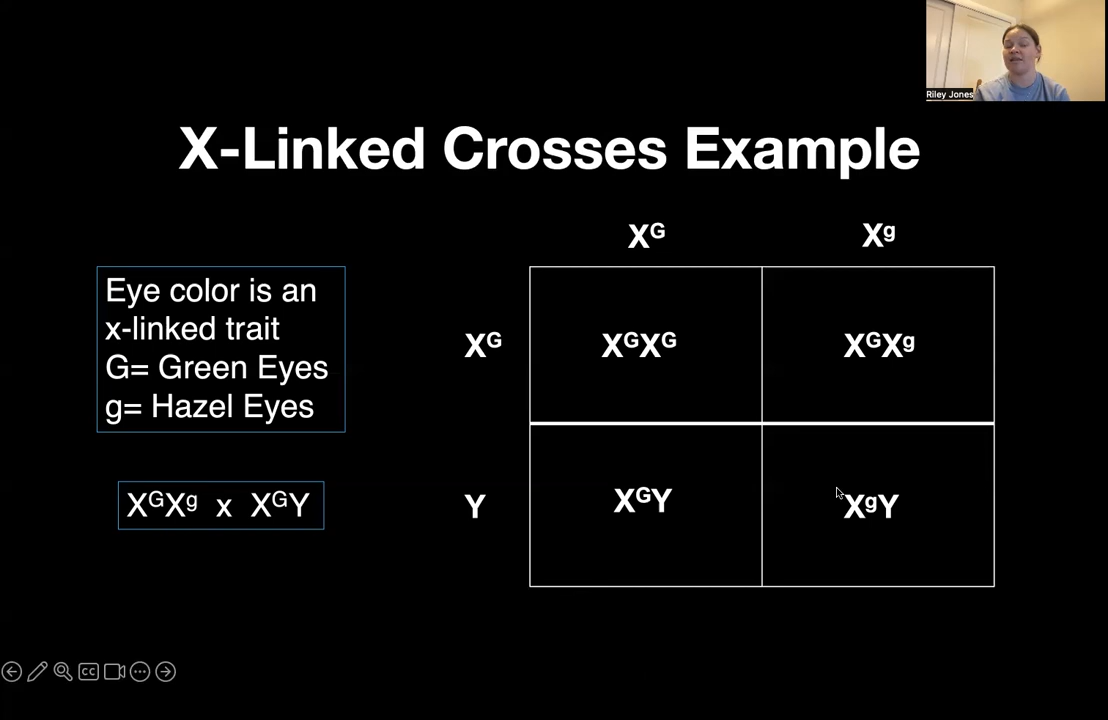 Riley Jones
X-Linked Crosses Example
Eye color is an
x-linked trait
G= Green Eyes
g= Hazel Eyes
XᴳXᵍ x XᴳY
Xᴳ Xᵍ
Xᴳ XᴳXᴳ XᴳXᵍ
Y XᴳY XᵍY
CC